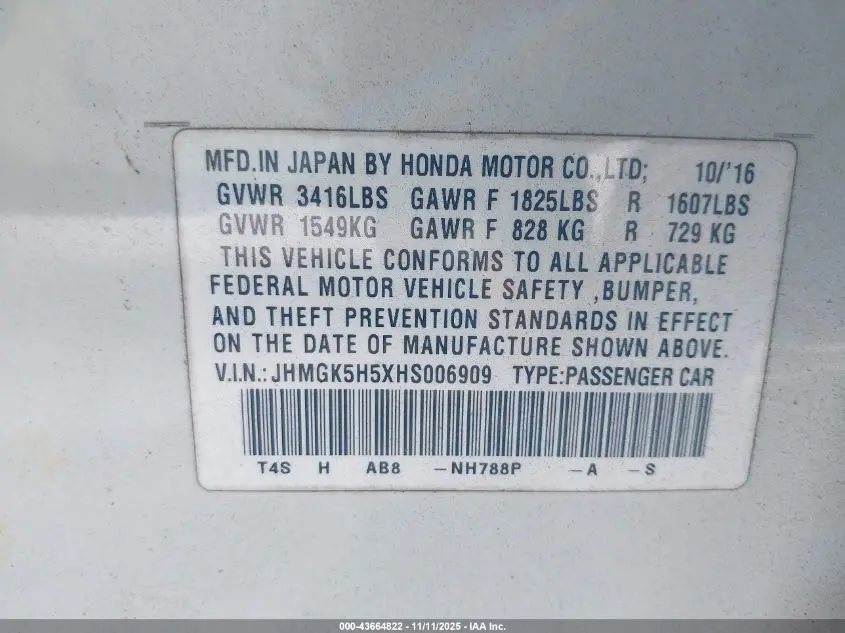 MFD.IN JAPAN BY HONDA MOTOR CO.,LTD; 10/'16
GVWR 3416LBS GAWR F 1825LBS R 1607LBS
GVWR 1549KG GAWR F 828 KG R 729 KG
THIS VEHICLE CONFORMS TO ALL APPLICABLE
FEDERAL MOTOR VEHICLE SAFETY ,BUMPER,
AND THEFT PREVENTION STANDARDS IN EFFECT
ON THE DATE OF MANUFACTURE SHOWN ABOVE.
V.I.N.: JHMGK5H5XHS006909 TYPE:PASSENGER CAR
T4S H AB8 -NH788P -A -S
000-43664822 - 11/11/2025 - IAA Inc.